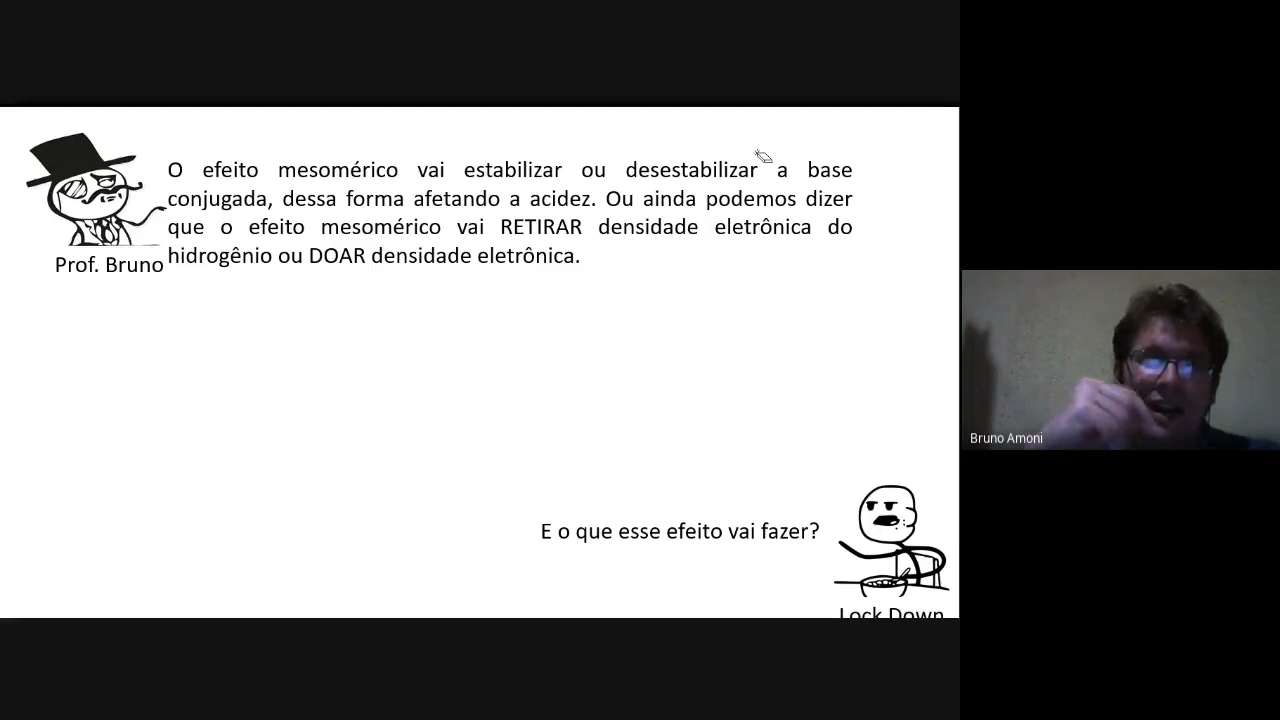 O efeito mesomérico vai estabilizar ou desestabilizar a base
conjugada, dessa forma afetando a acidez. Ou ainda podemos dizer
que o efeito mesomérico vai RETIRAR densidade eletrônica do
hidrogênio ou DOAR densidade eletrônica.
Prof. Bruno
Bruno Amoni
E o que esse efeito vai fazer?
Lock Down